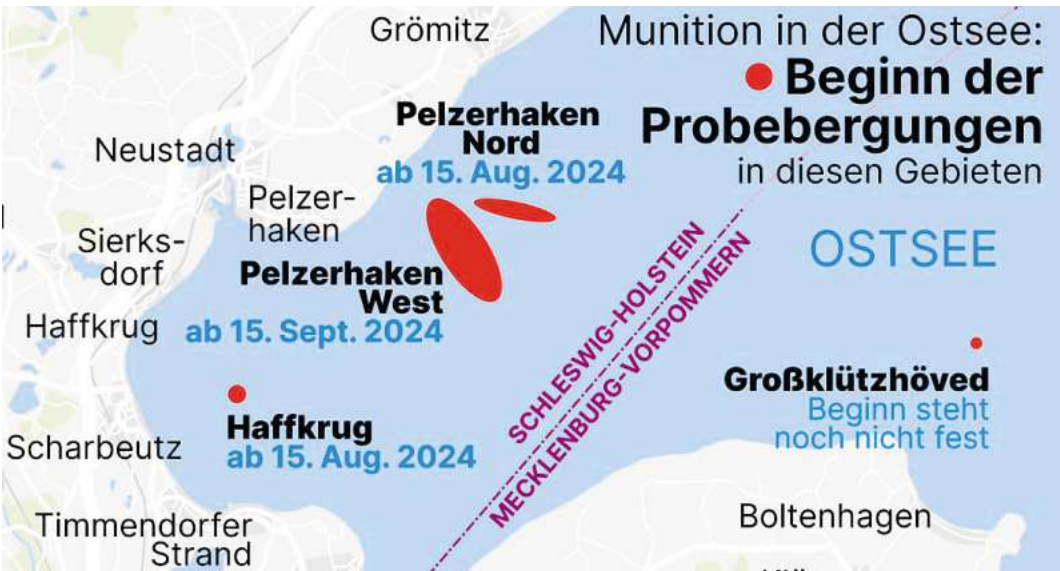 Grömitz
Munition in der Ostsee:
Beginn der
Probebergungen
in diesen Gebieten
Pelzerhaken
Nord
ab 15. Aug. 2024
Neustadt
Pelzer-
haken
Sierks-
dorf
Pelzerhaken
West
ab 15. Sept. 2024
Haffkrug
OSTSEE
SCHLESWIG-HOLSTEIN
MECKLENBURG-VORPOMMERN
Großklützhöved
Beginn steht
noch nicht fest
Haffkrug
ab 15. Aug. 2024
Scharbeutz
Timmendorfer
Strand
Boltenhagen